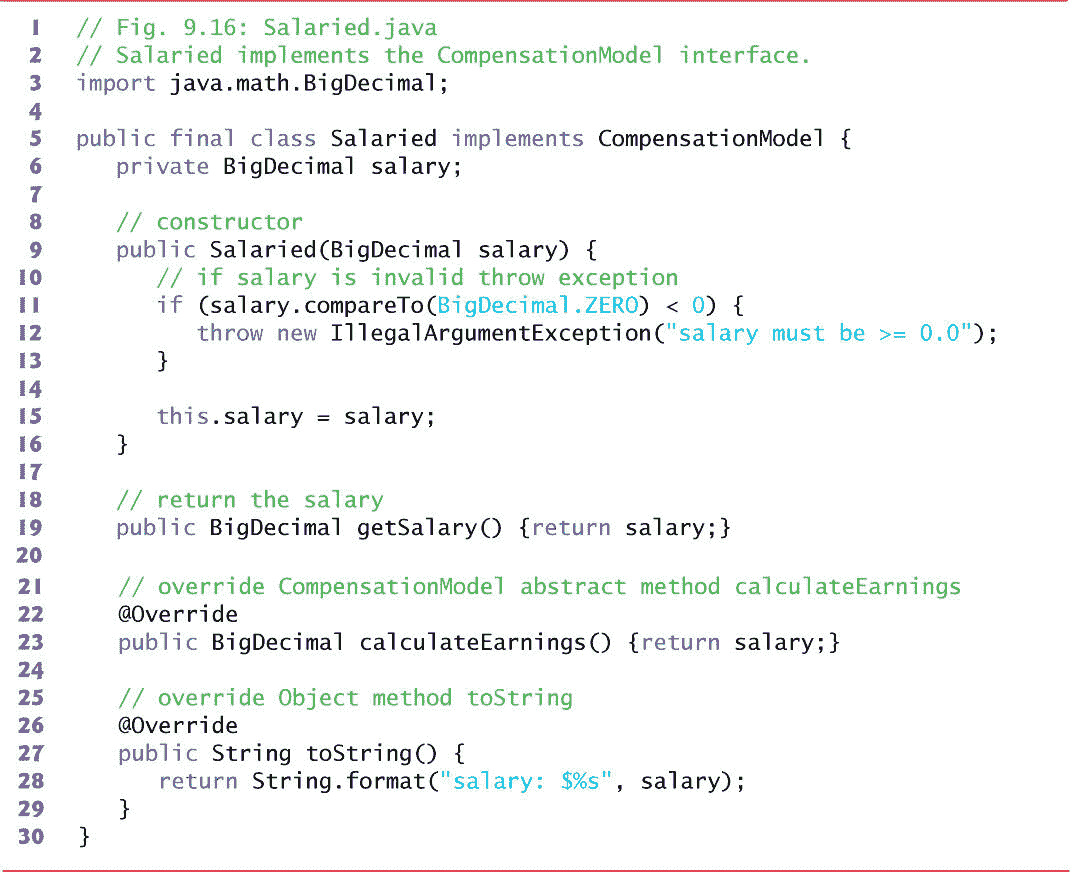 1 // Fig. 9.16: Salaried.java
2 // Salaried implements the CompensationModel interface.
3 import java.math.BigDecimal;
4
5 public final class Salaried implements CompensationModel {
6    private BigDecimal salary;
7
8    // constructor
9    public Salaried(BigDecimal salary) {
10       // if salary is invalid throw exception
11       if (salary.compareTo(BigDecimal.ZERO) < 0) {
12          throw new IllegalArgumentException("salary must be >= 0.0");
13       }
14
15       this.salary = salary;
16    }
17
18    // return the salary
19    public BigDecimal getSalary() {return salary;}
20
21    // override CompensationModel abstract method calculateEarnings
22    @Override
23    public BigDecimal calculateEarnings() {return salary;}
24
25    // override Object method toString
26    @Override
27    public String toString() {
28       return String.format("salary: $%s", salary);
29    }
30 }